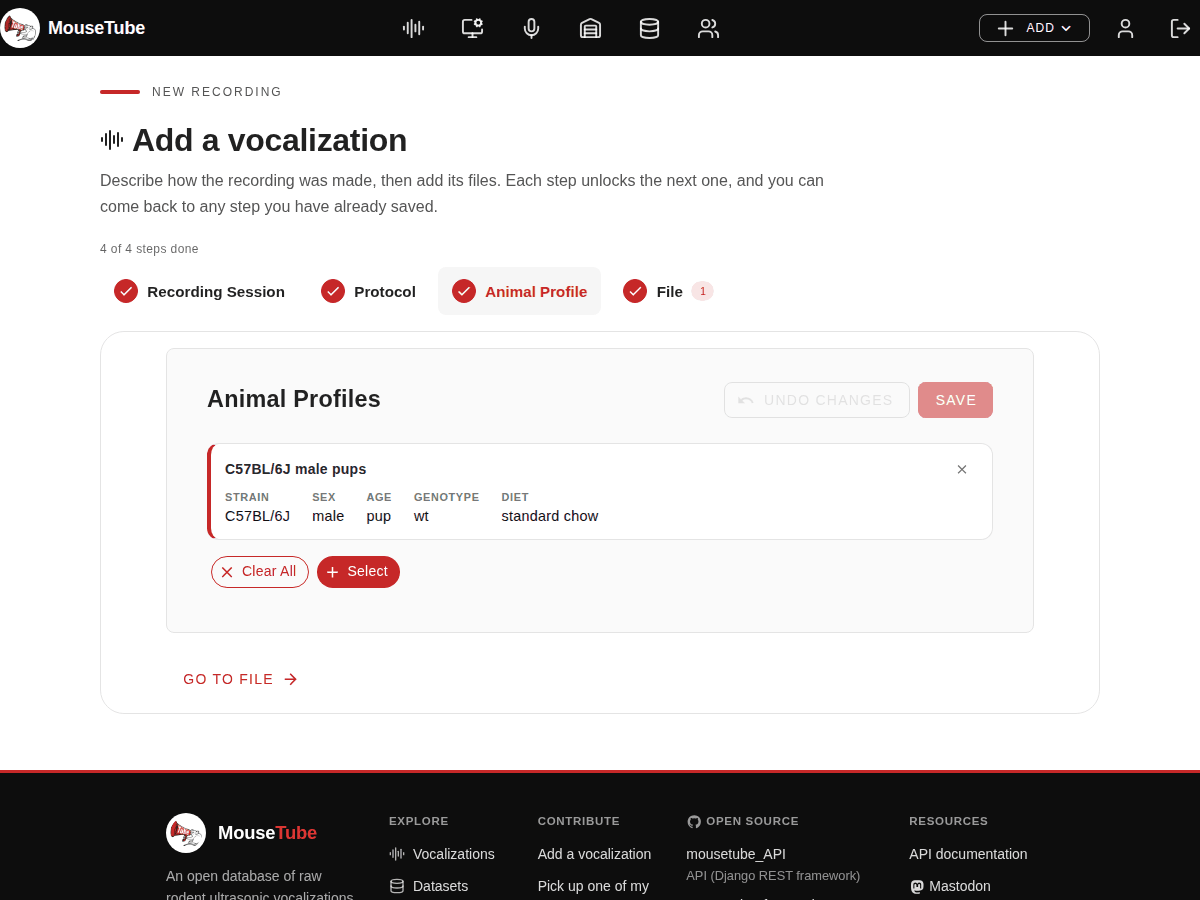 MouseTube
ADD
NEW RECORDING
Add a vocalization
Describe how the recording was made, then add its files. Each step unlocks the next one, and you can
come back to any step you have already saved.
4 of 4 steps done
Recording Session
Protocol
Animal Profile
File
1
Animal Profiles
UNDO CHANGES
SAVE
C57BL/6J male pups
STRAIN SEX AGE GENOTYPE DIET
C57BL/6J male pup wt standard chow
Clear All
Select
GO TO FILE
MouseTube
An open database of raw
rodent ultrasonic vocalizations
EXPLORE
Vocalizations
Datasets
CONTRIBUTE
Add a vocalization
Pick up one of my
OPEN SOURCE
mousetube_API
API (Django REST framework)
RESOURCES
API documentation
Mastodon